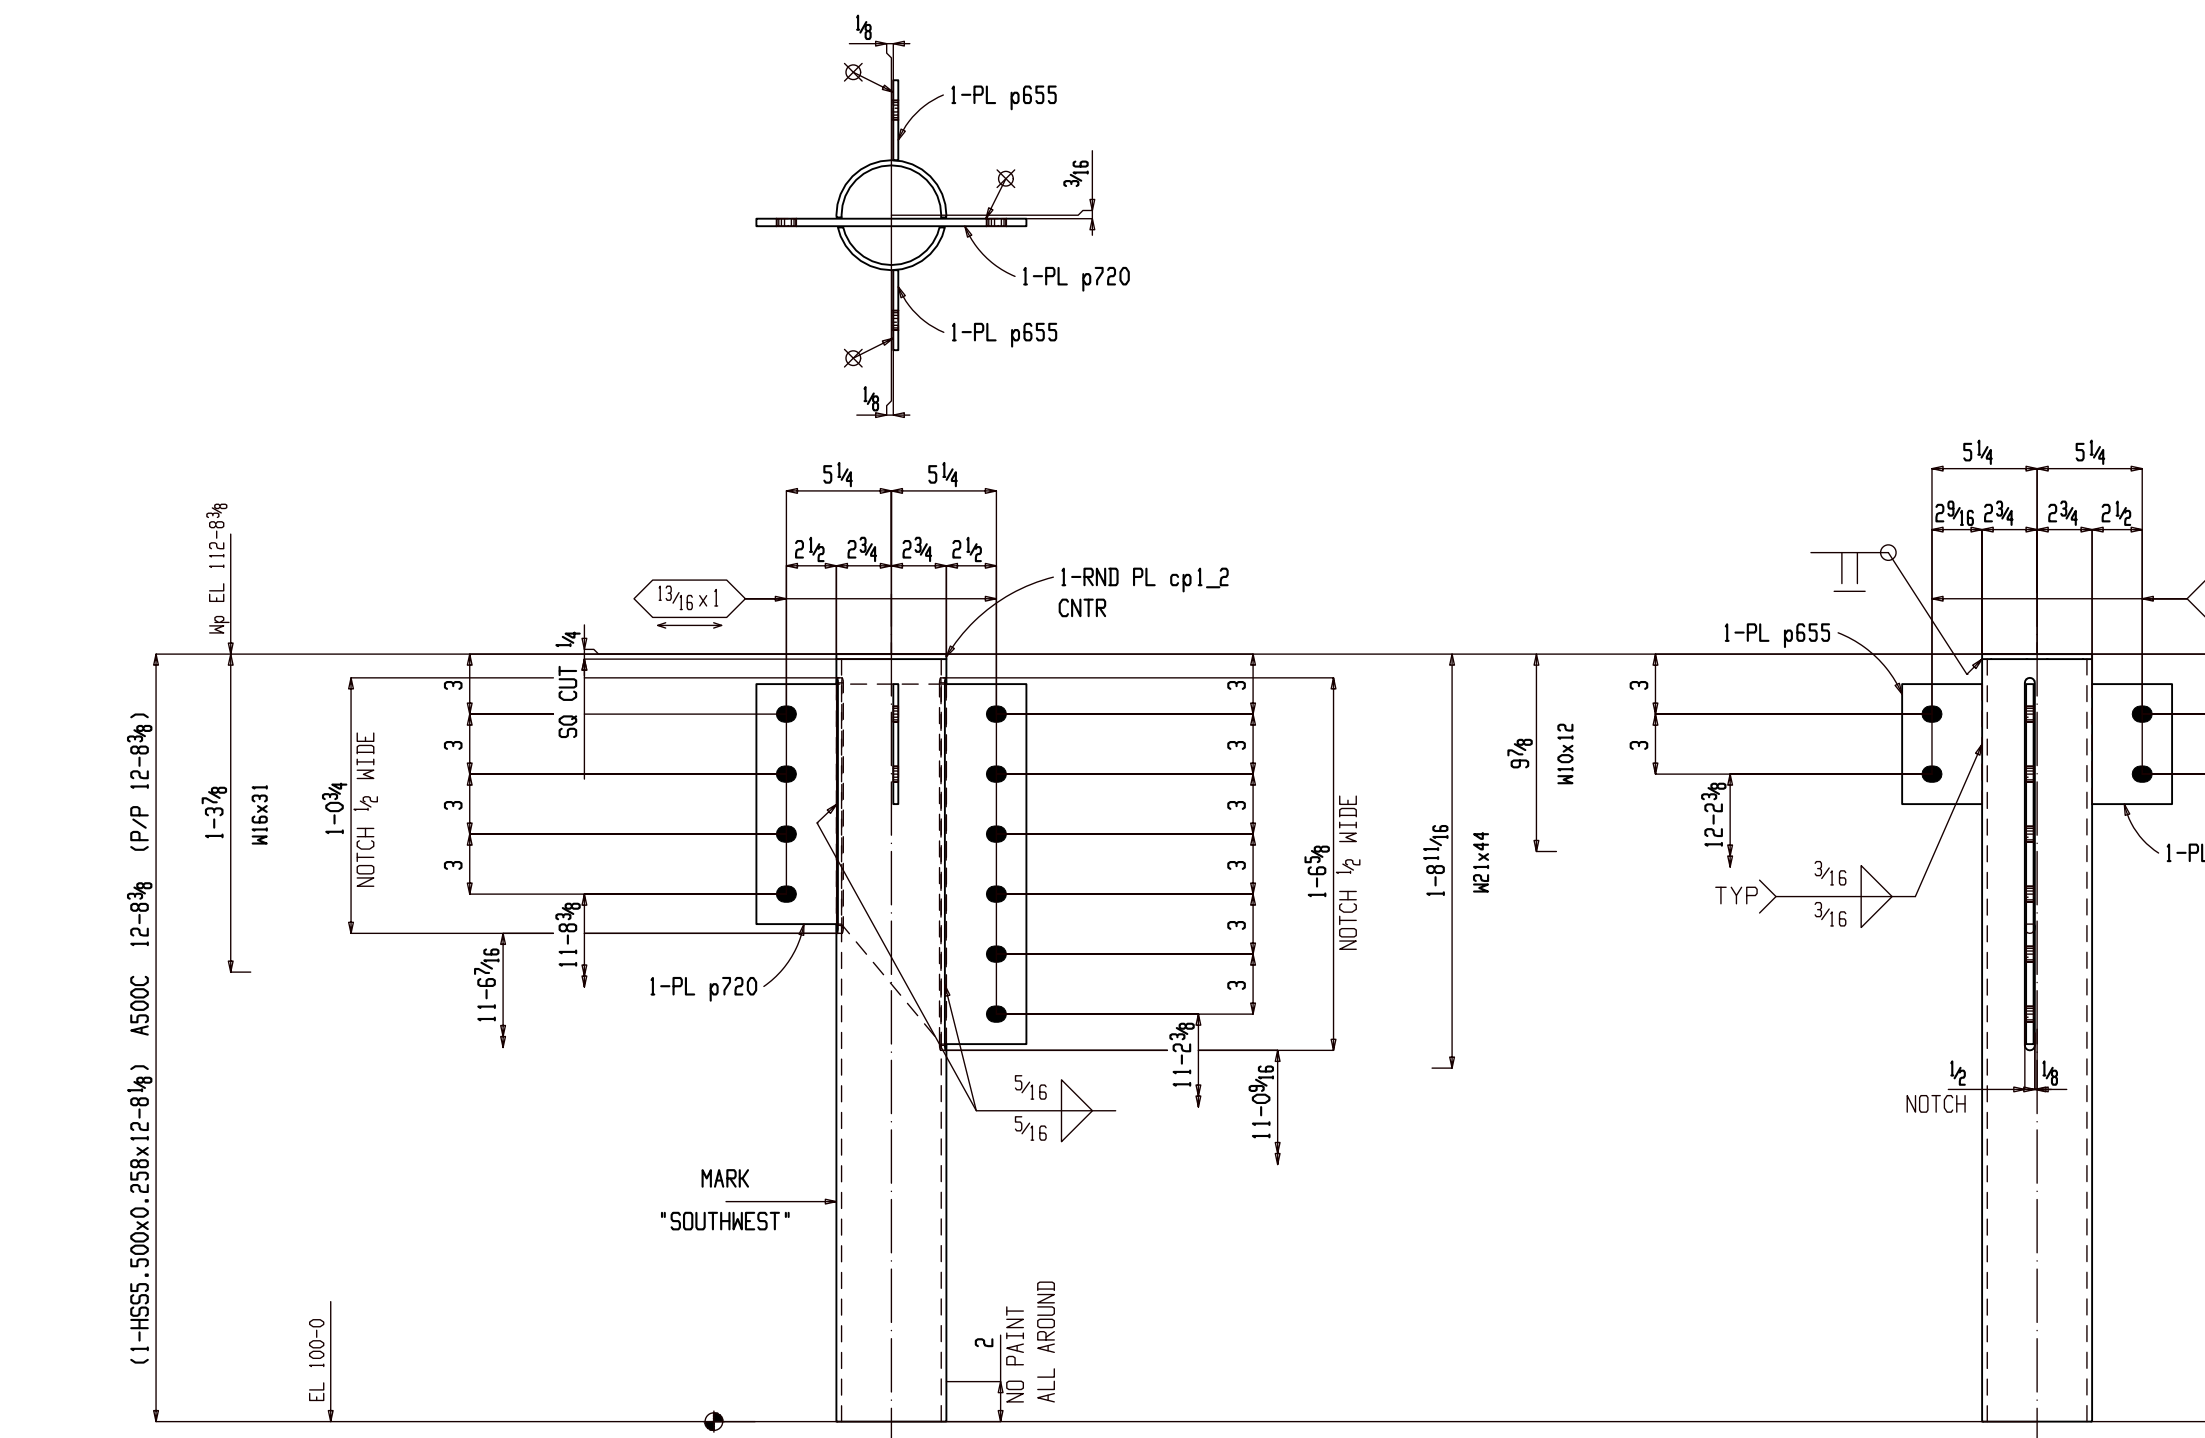 1/8
1-PL p655
3/16
1-PL p720
1-PL p655
1/8
5 1/4 5 1/4
2 1/2 2 3/4 2 3/4 2 1/2
13/16 x 1
1-RND PL cp1_2
CNTR
Wp EL 112-8 3/8
(1-HSS5.500x0.258x12-8 1/8) A500C 12-8 3/8 (P/P 12-8 3/8)
1-3 7/8
W16x31
1-0 3/4
NOTCH 1/2 WIDE
3
3
3
3
1/4
SQ CUT
11-8 3/8
11-6 7/16
1-PL p720
3
3
3
3
3
3
11-2 3/8
11-0 9/16
1-6 5/8
NOTCH 1/2 WIDE
1-8 11/16
W21x44
9 7/8
W10x12
5/16
5/16
MARK
"SOUTHWEST"
2
NO PAINT
ALL AROUND
EL 100-0
5 1/4 5 1/4
2 9/16 2 3/4 2 3/4 2 1/2
1-PL p655
3
3
12-2 3/8
1-PL
TYP 3/16
3/16
1/2 1/8
NOTCH